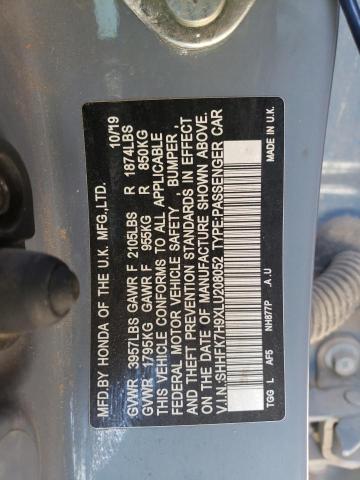 MFD.BY HONDA OF THE U.K. MFG.,LTD. 10/19
GVWR 3957LBS GAWR F 2105LBS R 1874LBS
GVWR 1795KG GAWR F 955KG R 850KG
THIS VEHICLE CONFORMS TO ALL APPLICABLE
FEDERAL MOTOR VEHICLE SAFETY , BUMPER ,
AND THEFT PREVENTION STANDARDS IN EFFECT
ON THE DATE OF MANUFACTURE SHOWN ABOVE.
V.I.N.:SHHFK7H9XLU206052 TYPE:PASSENGER CAR
TGG L AF5 NH877P .A .U MADE IN U.K.